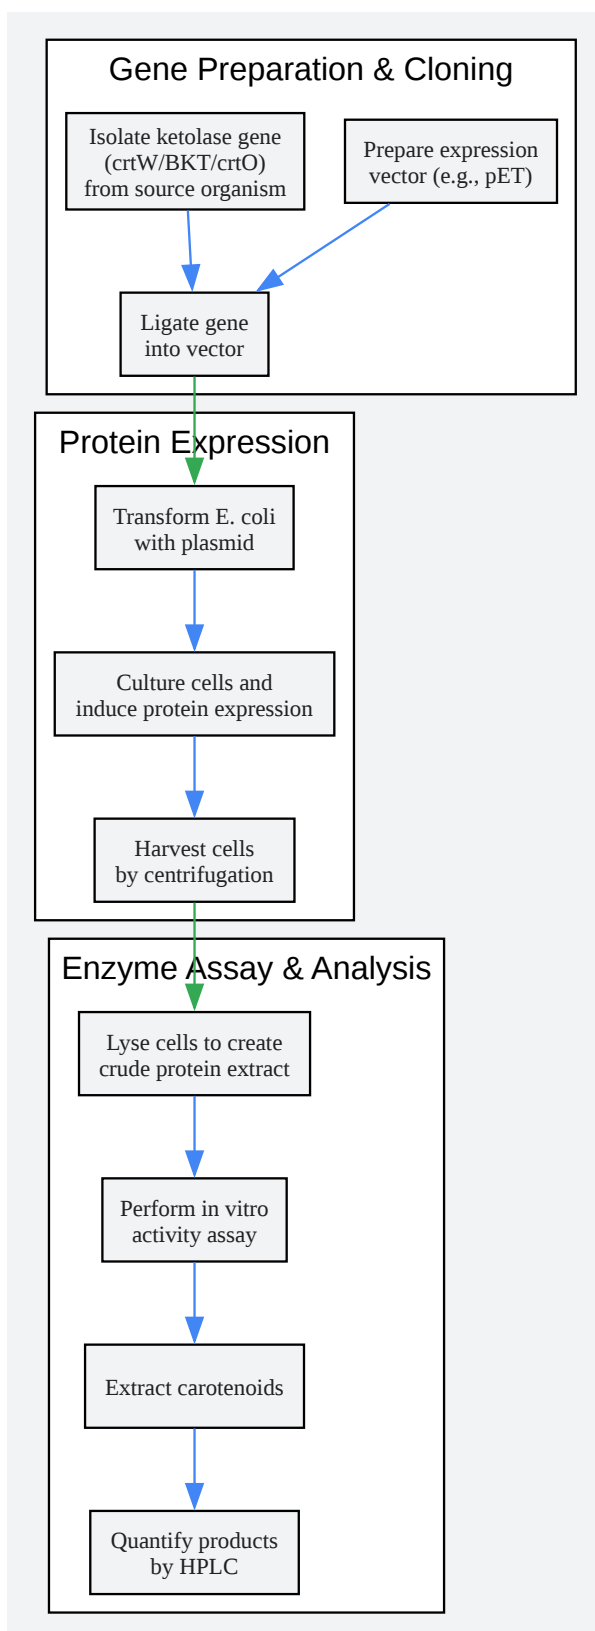 Gene Preparation & Cloning
Isolate ketolase gene
(crtW/BKT/crtO)
from source organism
Prepare expression
vector (e.g., pET)
Ligate gene
into vector
Protein Expression
Transform E. coli
with plasmid
Culture cells and
induce protein expression
Harvest cells
by centrifugation
Enzyme Assay & Analysis
Lyse cells to create
crude protein extract
Perform in vitro
activity assay
Extract carotenoids
Quantify products
by HPLC